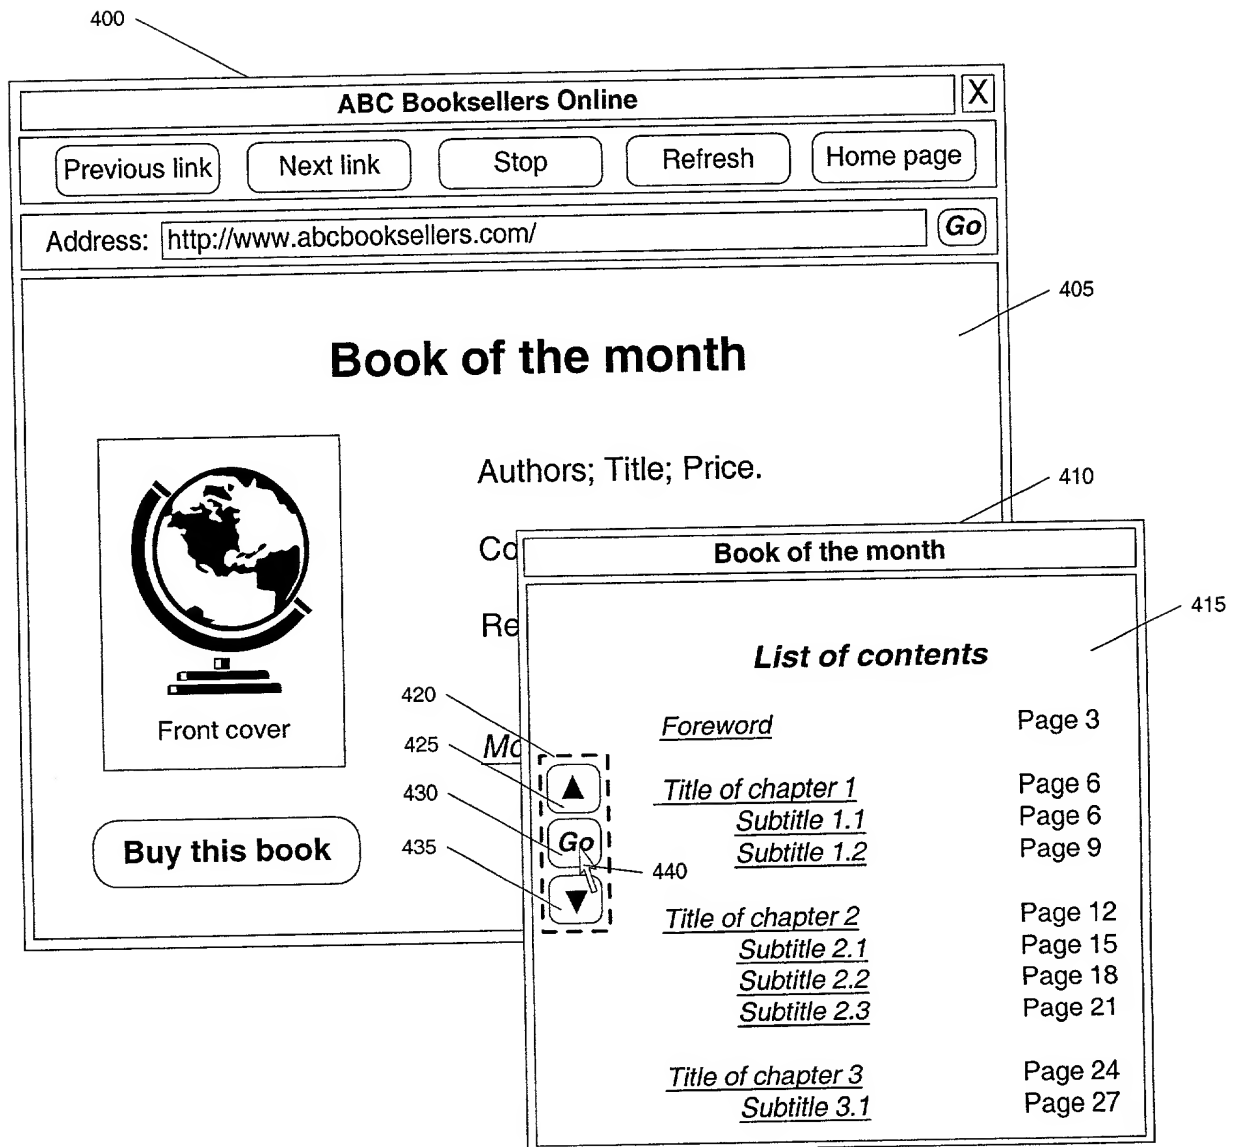 400
ABC Booksellers Online X
Previous link Next link Stop Refresh Home page
Address: http://www.abcbooksellers.com/ Go
405
Book of the month
Authors; Title; Price.
410
Co
Book of the month
415
Re
List of contents
420
Front cover
Foreword Page 3
425
Mo
430
Title of chapter 1 Page 6
Subtitle 1.1 Page 6
Go
435
Buy this book
Subtitle 1.2 Page 9
440
Title of chapter 2 Page 12
Subtitle 2.1 Page 15
Subtitle 2.2 Page 18
Subtitle 2.3 Page 21
Title of chapter 3 Page 24
Subtitle 3.1 Page 27